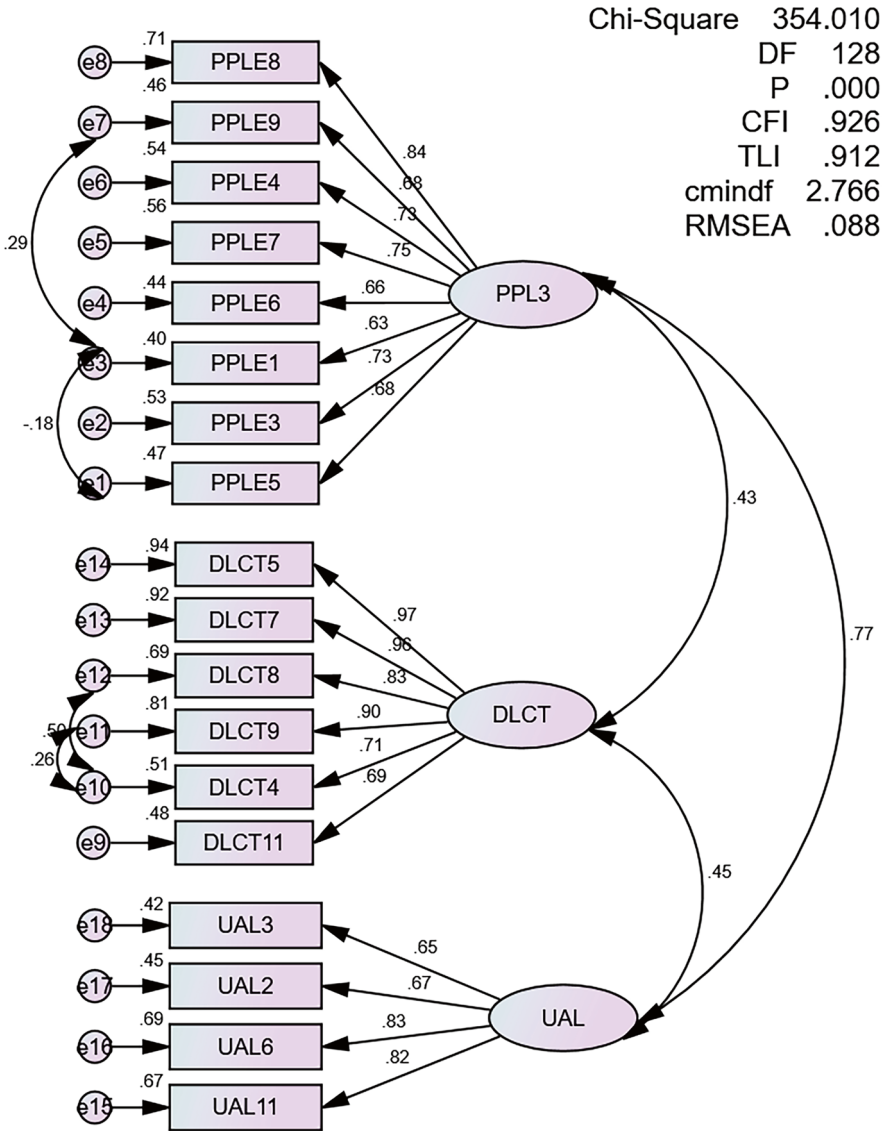 Chi-Square 354.010
DF 128
P .000
CFI .926
TLI .912
cmindf 2.766
RMSEA .088
.71
e8 PPLE8
.46
e7 PPLE9
.54
e6 PPLE4
.56
e5 PPLE7
.44
e4 PPLE6
.40
e3 PPLE1
.53
e2 PPLE3
.47
e1 PPLE5
.29
-.18
.84
.68
.73
.75
.66
.63
.73
.68
PPL3
.43
.77
.94
e14 DLCT5
.92
e13 DLCT7
.69
e12 DLCT8
.81
e11 DLCT9
.51
e10 DLCT4
.48
e9 DLCT11
.26
.97
.96
.83
.90
.71
.69
DLCT
.45
.42
e18 UAL3
.45
e17 UAL2
.69
e16 UAL6
.67
e15 UAL11
.65
.67
.83
.82
UAL